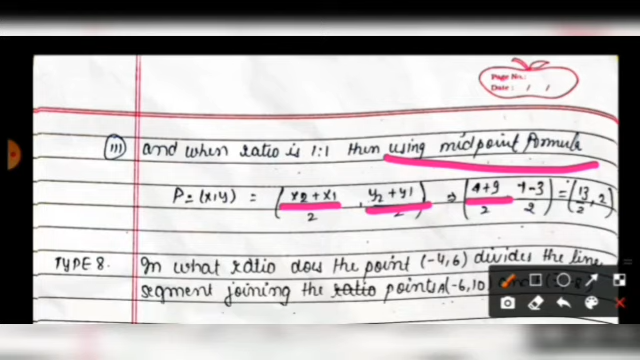 Page No.:
Date : / /
(III) and when ratio is 1:1 then using midpoint formula
P = (x,y) = (x2+x1/2, y2+y1/2) ⇒ (4+9/2 7-3/2) = (13/2, 2)
TYPE 8. In what ratio does the point (-4,6) divides the line
segment joining the ratio points A(-6,10)